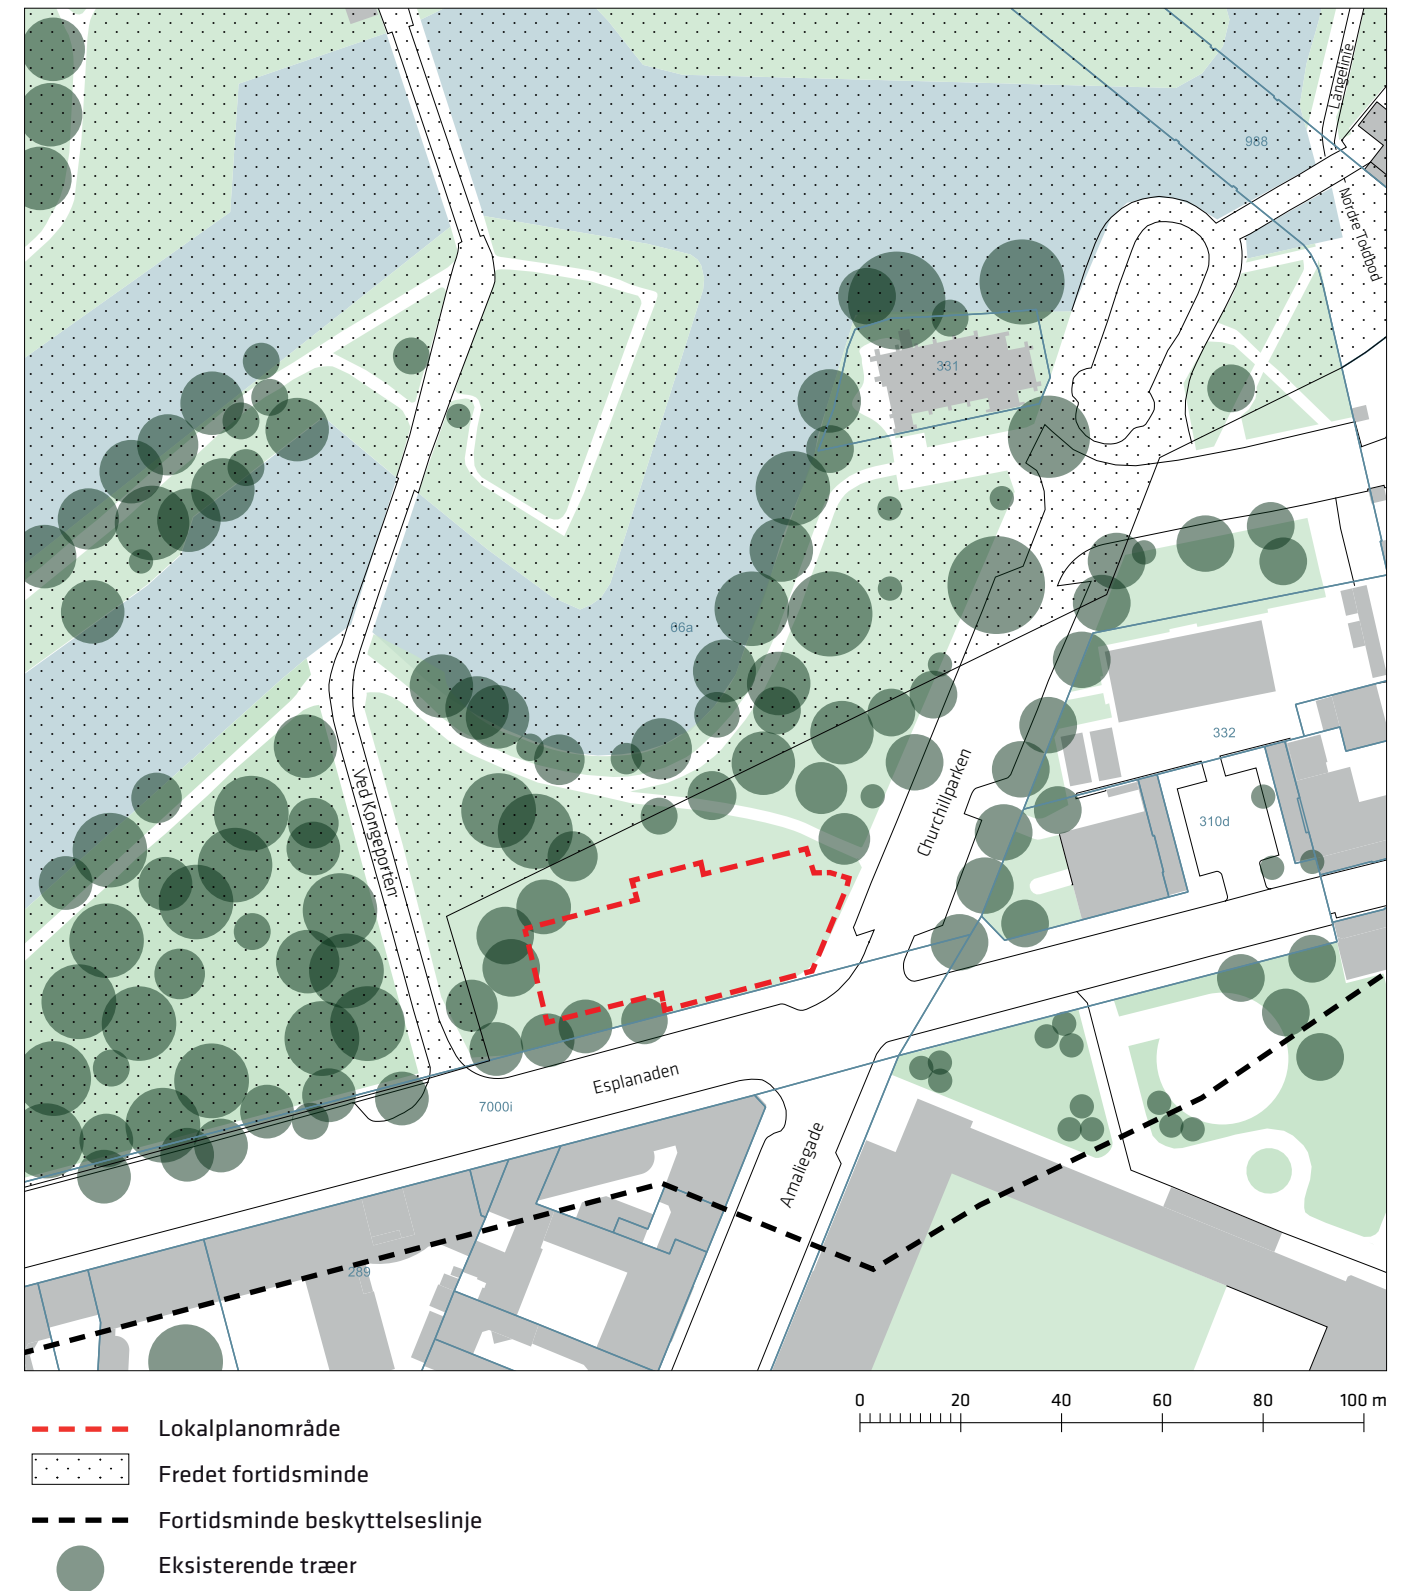 Langelinie
988
Nordre Toldbod
331
66a
332
Churchillparken
310d
Ved Kongeporten
Esplanaden
7000i
Amaliegade
289
0 20 40 60 80 100 m
Lokalplanområde
Fredet fortidsminde
Fortidsminde beskyttelseslinje
Eksisterende træer